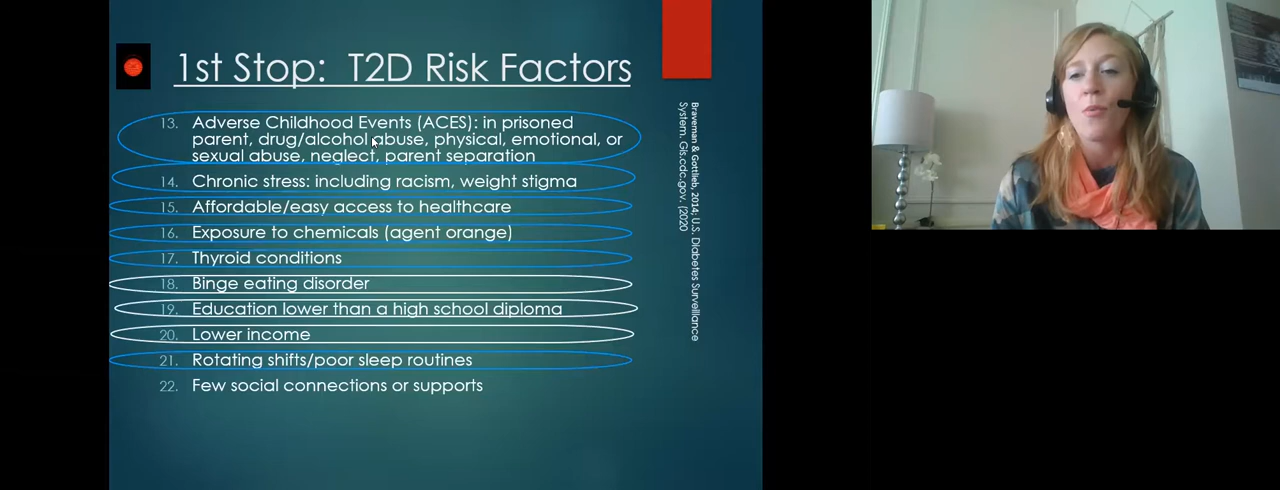 1st Stop: T2D Risk Factors
13. Adverse Childhood Events (ACES): in prisoned
parent, drug/alcohol abuse, physical, emotional, or
sexual abuse, neglect, parent separation
14. Chronic stress: including racism, weight stigma
15. Affordable/easy access to healthcare
16. Exposure to chemicals (agent orange)
17. Thyroid conditions
18. Binge eating disorder
19. Education lower than a high school diploma
20. Lower income
21. Rotating shifts/poor sleep routines
22. Few social connections or supports
Braveman & Gottlieb, 2014; U.S. Diabetes Surveillance
System. Gis.cdc.gov. (2020